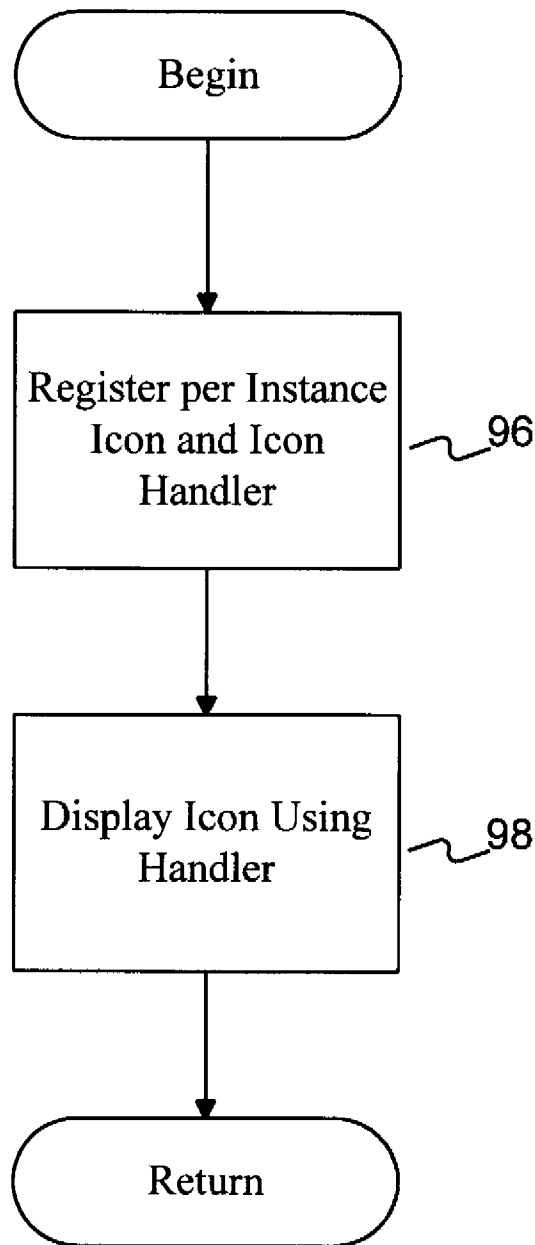 Begin
Register per Instance
Icon and Icon
Handler
96
Display Icon Using
Handler
98
Return